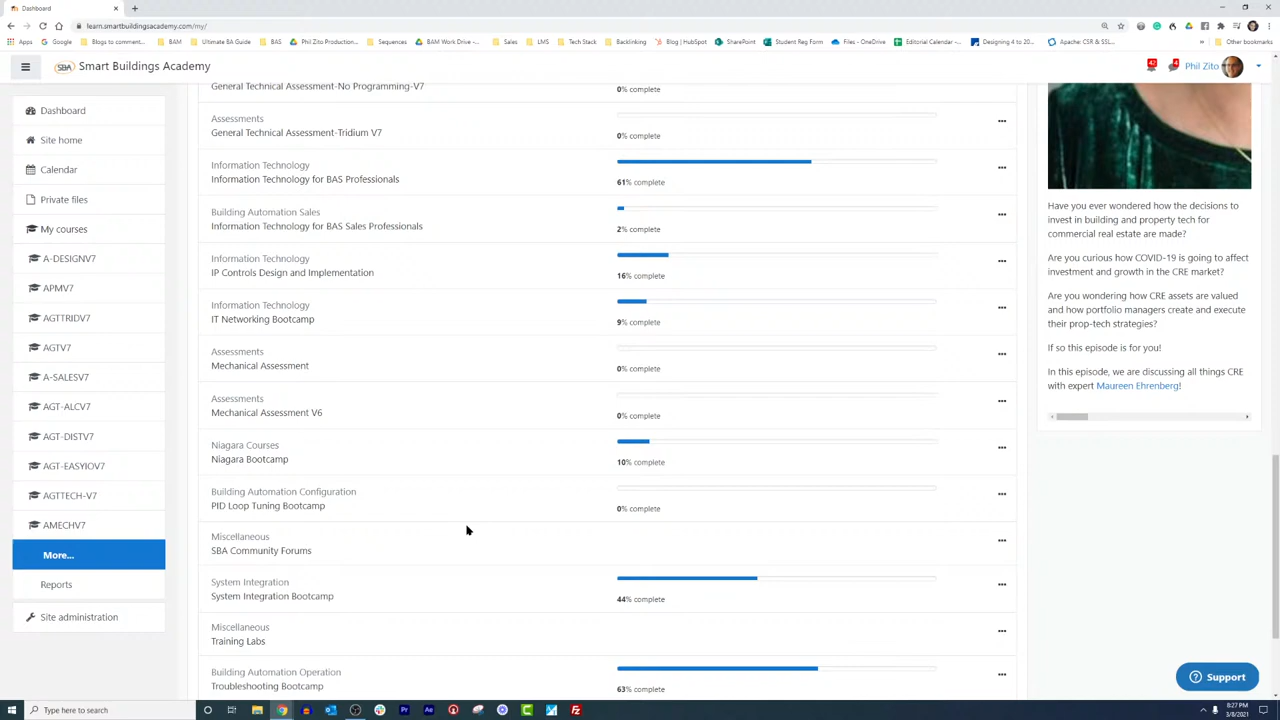 Dashboard
learn.smartbuildingsacademy.com/my/
Apps
Google
Blogs to comment...
BAM
Ultimate BA Guide
BAS
Phil Zito Production...
Sequences
BAM Work Drive -...
Sales
LMS
Tech Stack
Backlinking
Blog | HubSpot
SharePoint
Student Reg Form
Files - OneDrive
Editorial Calendar -...
Designing 4 to 20...
Apache: CSR & SSL...
»
Other bookmarks
SBA
Smart Buildings Academy
42
4
Phil Zito
Dashboard
Site home
Calendar
Private files
My courses
A-DESIGNV7
APMV7
AGTTRIDV7
AGTV7
A-SALESV7
AGT-ALCV7
AGT-DISTV7
AGT-EASYIOV7
AGTTECH-V7
AMECHV7
More...
Reports
Site administration
General Technical Assessment-No Programming-V7
0% complete
Assessments
General Technical Assessment-Tridium V7
0% complete
Information Technology
Information Technology for BAS Professionals
61% complete
Building Automation Sales
Information Technology for BAS Sales Professionals
2% complete
Information Technology
IP Controls Design and Implementation
16% complete
Information Technology
IT Networking Bootcamp
9% complete
Assessments
Mechanical Assessment
0% complete
Assessments
Mechanical Assessment V6
0% complete
Niagara Courses
Niagara Bootcamp
10% complete
Building Automation Configuration
PID Loop Tuning Bootcamp
0% complete
Miscellaneous
SBA Community Forums
System Integration
System Integration Bootcamp
44% complete
Miscellaneous
Training Labs
Building Automation Operation
Troubleshooting Bootcamp
63% complete
Have you ever wondered how the decisions to
invest in building and property tech for
commercial real estate are made?
Are you curious how COVID-19 is going to affect
investment and growth in the CRE market?
Are you wondering how CRE assets are valued
and how portfolio managers create and execute
their prop-tech strategies?
If so this episode is for you!
In this episode, we are discussing all things CRE
with expert Maureen Ehrenberg!
Support
Type here to search
Pr
Ae
8:27 PM
3/8/2021